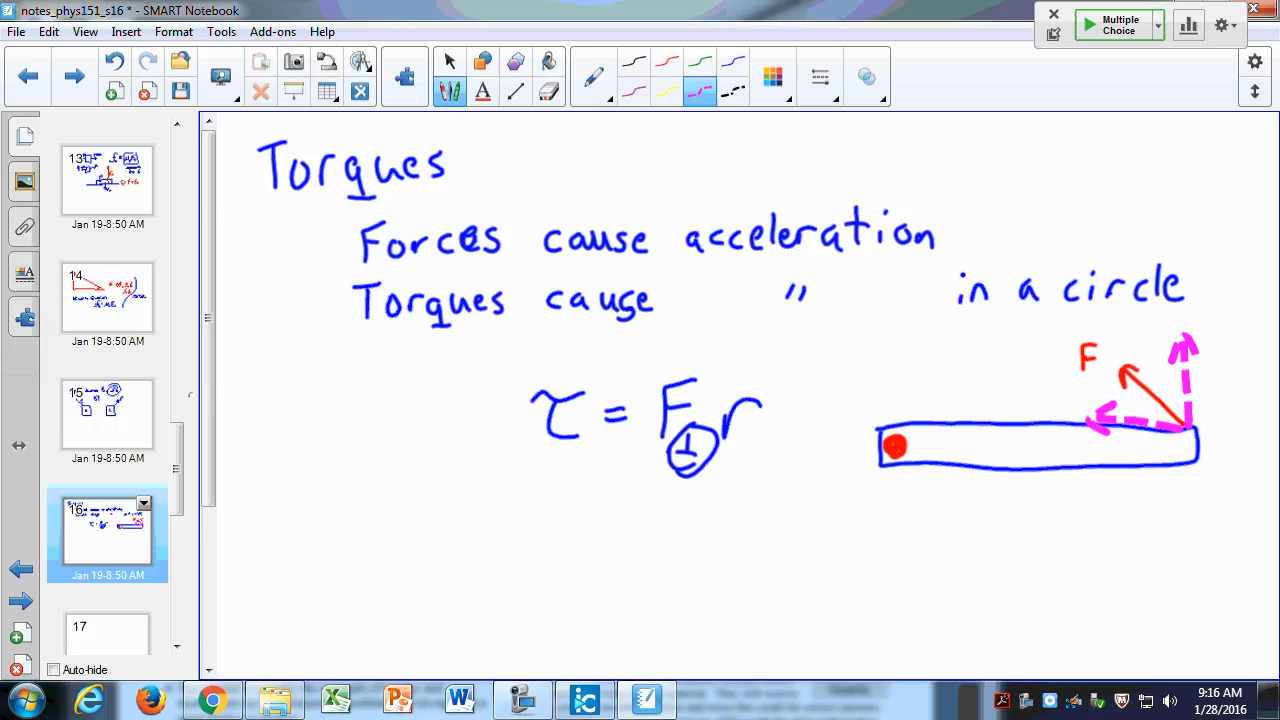 notes_phys151_s16 * - SMART Notebook
Multiple
Choice
File Edit View Insert Format Tools Add-ons Help
13
Jan 19-8:50 AM
14
Jan 19-8:50 AM
15
Jan 19-8:50 AM
16
Jan 19-8:50 AM
17
Auto-hide
Torques
Forces cause acceleration
Torques cause " in a circle
F
τ = F⊥r
9:16 AM
1/28/2016